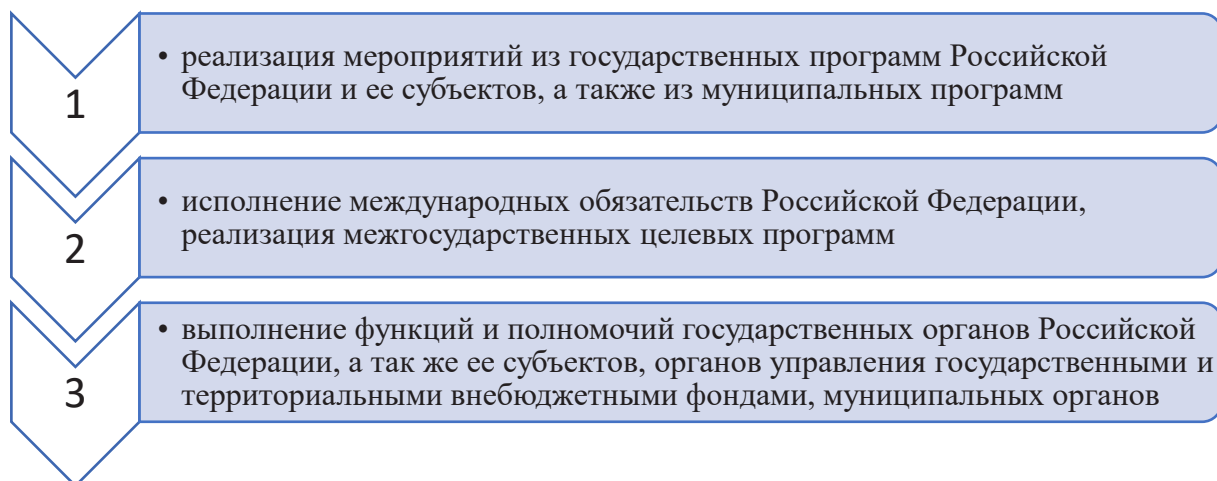 1
• реализация мероприятий из государственных программ Российской
Федерации и ее субъектов, а также из муниципальных программ
2
• исполнение международных обязательств Российской Федерации,
реализация межгосударственных целевых программ
3
• выполнение функций и полномочий государственных органов Российской
Федерации, а так же ее субъектов, органов управления государственными и
территориальными внебюджетными фондами, муниципальных органов